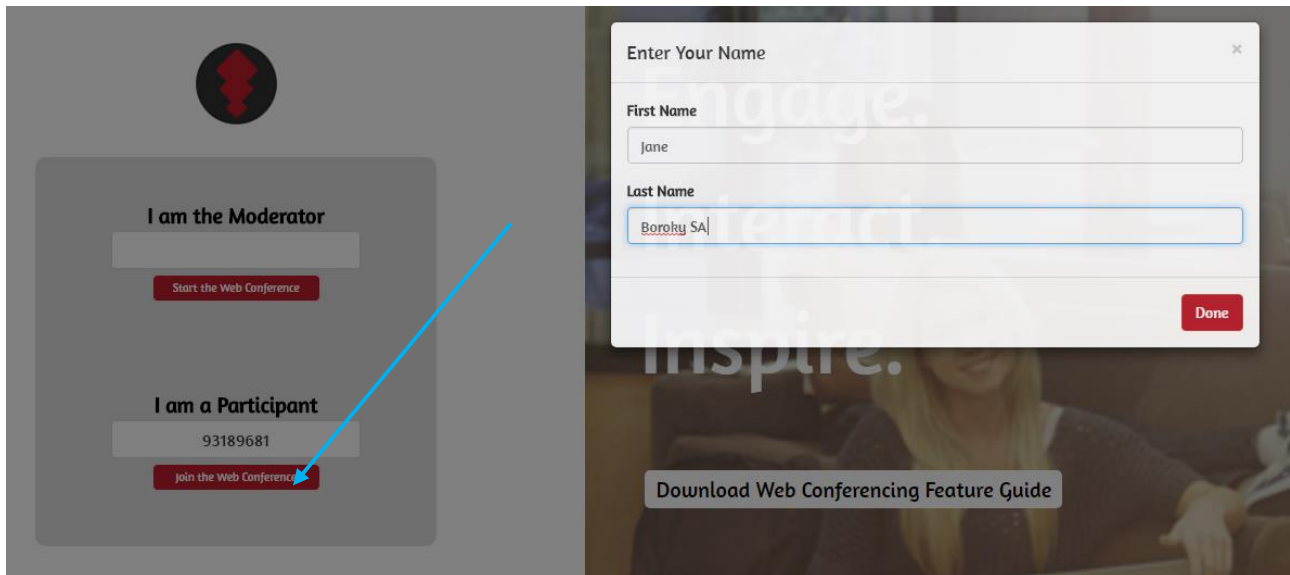 I am the Moderator
Start the Web Conference
I am a Participant
93189681
Join the Web Conference
Enter Your Name
×
First Name
Jane
Last Name
Boroky SA
Done
Engage.
Interact.
Inspire.
Download Web Conferencing Feature Guide